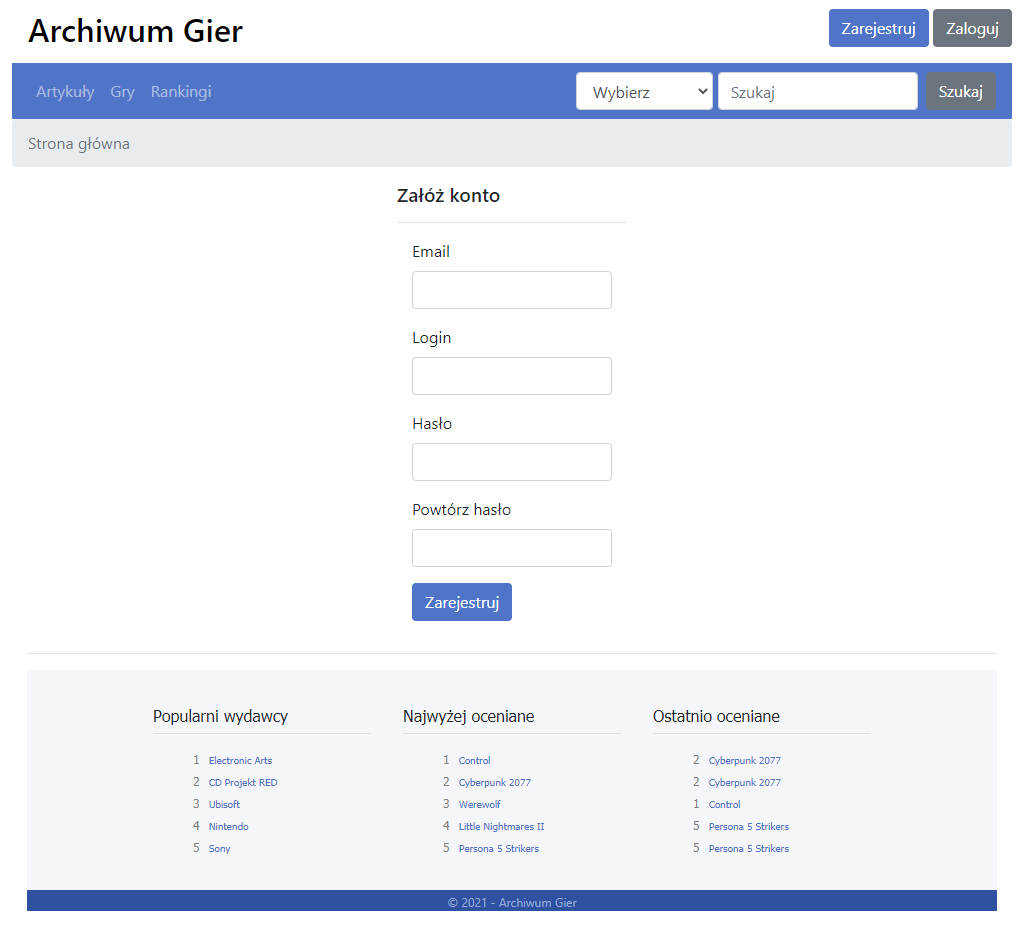 Archiwum Gier
Zarejestruj Zaloguj
Artykuły Gry Rankingi Wybierz Szukaj Szukaj
Strona główna
Załóż konto
Email
Login
Hasło
Powtórz hasło
Zarejestruj
Popularni wydawcy
1 Electronic Arts
2 CD Projekt RED
3 Ubisoft
4 Nintendo
5 Sony
Najwyżej oceniane
1 Control
2 Cyberpunk 2077
3 Werewolf
4 Little Nightmares II
5 Persona 5 Strikers
Ostatnio oceniane
2 Cyberpunk 2077
2 Cyberpunk 2077
1 Control
5 Persona 5 Strikers
5 Persona 5 Strikers
© 2021 - Archiwum Gier